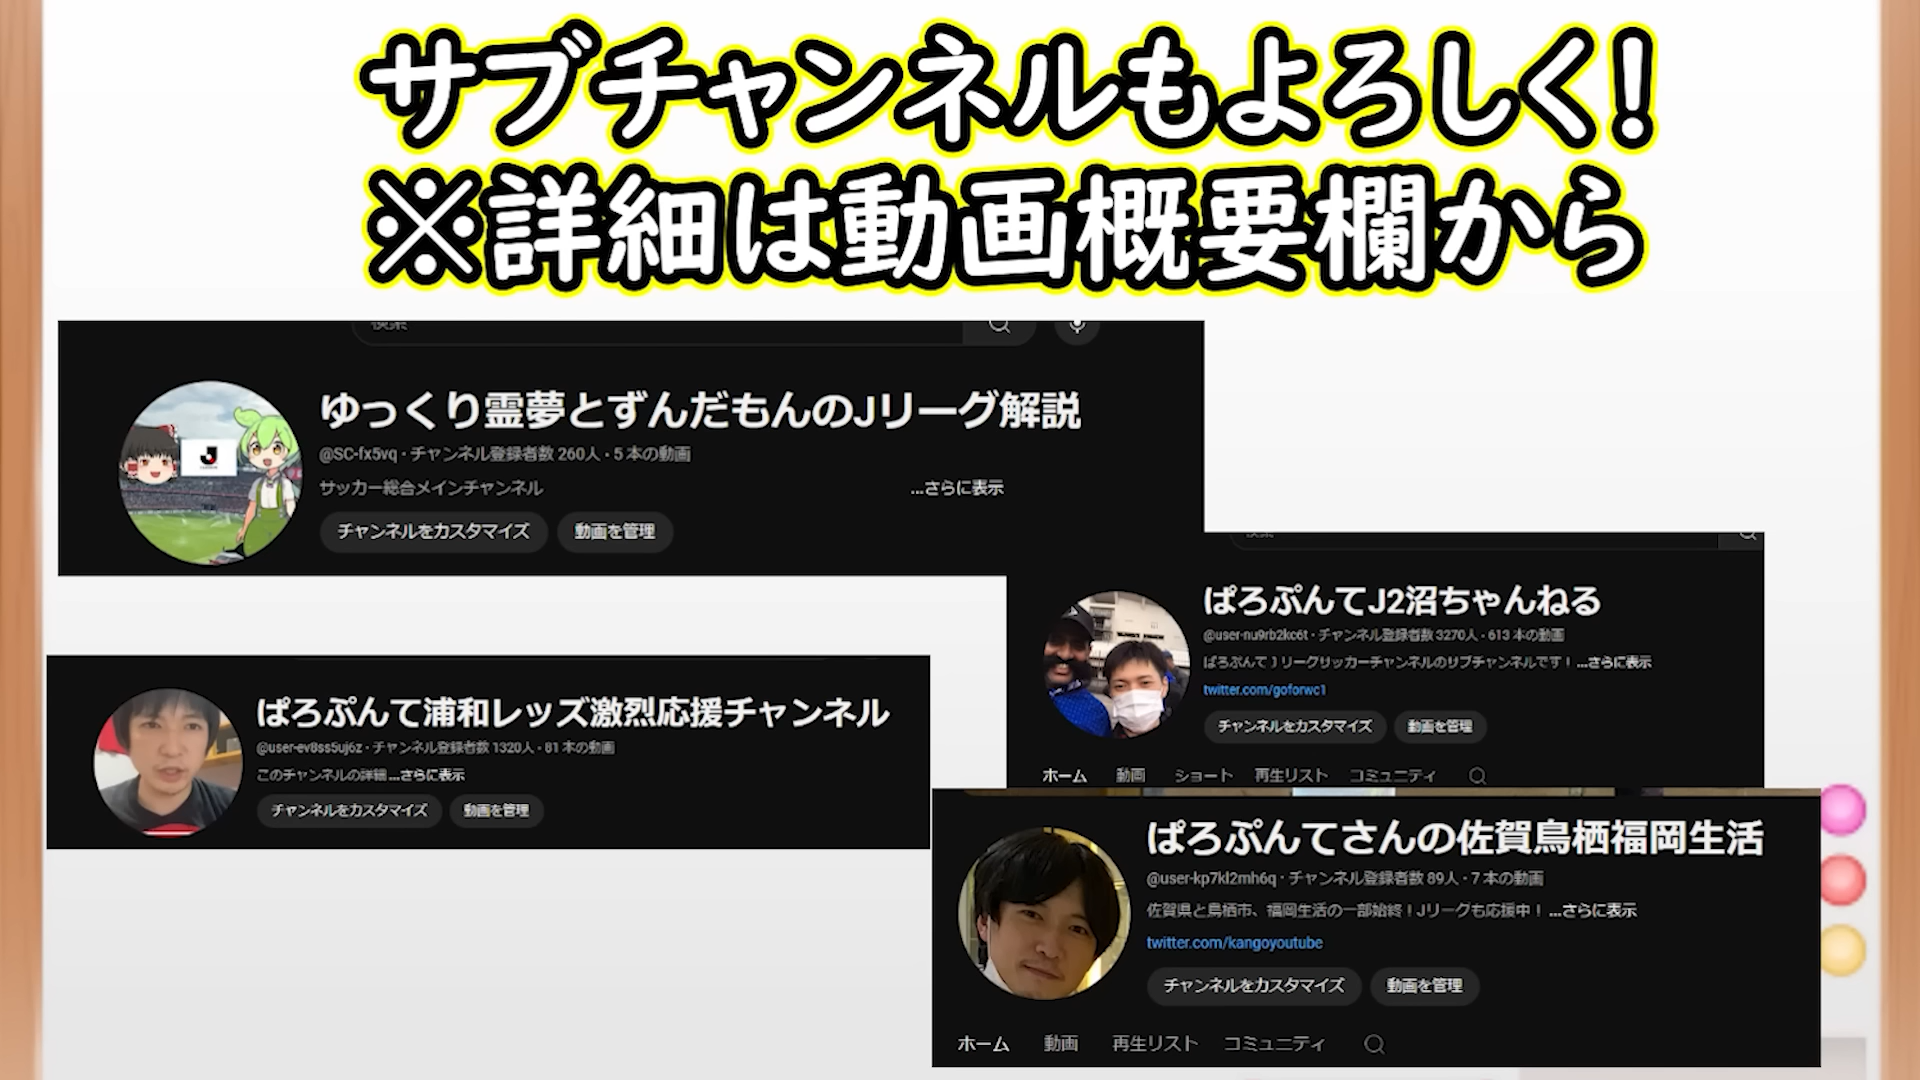 サブチャンネルもよろしく!
※詳細は動画概要欄から
検索
ゆっくり霊夢とずんだもんのJリーグ解説
@SC-fx5vq・チャンネル登録者数 260人・5 本の動画
サッカー総合メインチャンネル ...さらに表示
チャンネルをカスタマイズ 動画を管理
ぱろぷんてJ2沼ちゃんねる
@user-nu9rb2kc6t・チャンネル登録者数 3270人・613 本の動画
ぱろぷんてJリーグサッカーチャンネルのサブチャンネルです! ...さらに表示
twitter.com/goforwc1
チャンネルをカスタマイズ 動画を管理
ホーム 動画 ショート 再生リスト コミュニティ
ぱろぷんて浦和レッズ激烈応援チャンネル
@user-ev8ss5uj6z・チャンネル登録者数 1320人・81 本の動画
このチャンネルの詳細 ...さらに表示
チャンネルをカスタマイズ 動画を管理
ぱろぷんてさんの佐賀鳥栖福岡生活
@user-kp7kl2mh6q・チャンネル登録者数 89人・7 本の動画
佐賀県と鳥栖市、福岡生活の一部始終!Jリーグも応援中! ...さらに表示
twitter.com/kangoyoutube
チャンネルをカスタマイズ 動画を管理
ホーム 動画 再生リスト コミュニティ